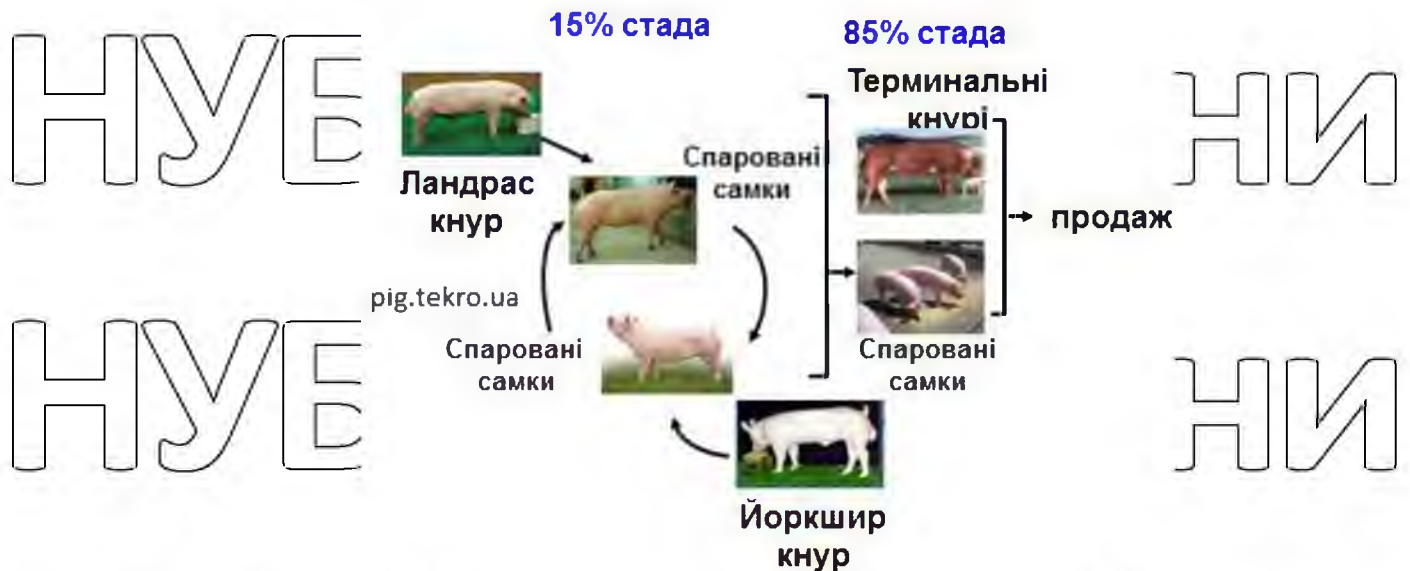 15% стада
85% стада
Терминальні
кнурі
Спаровані
самки
Ландрас
кнур
продаж
pig.tekro.ua
Спаровані
самки
Спаровані
самки
Йоркшир
кнур
НУБ
НИ
НУБ
НИ